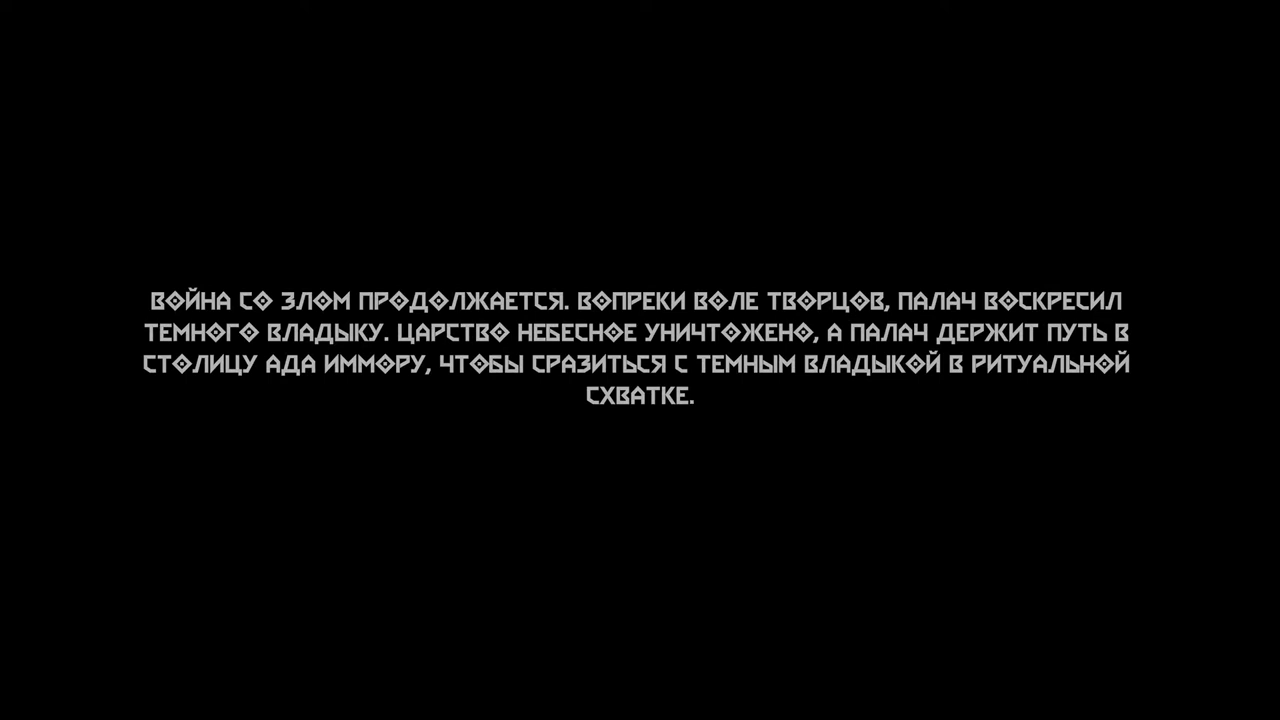 ВОЙНА СО ЗЛОМ ПРОДОЛЖАЕТСЯ. ВОПРЕКИ ВОЛЕ ТВОРЦОВ, ПАЛАЧ ВОСКРЕСИЛ
ТЕМНОГО ВЛАДЫКУ. ЦАРСТВО НЕБЕСНОЕ УНИЧТОЖЕНО, А ПАЛАЧ ДЕРЖИТ ПУТЬ В
СТОЛИЦУ АДА ИММОРУ, ЧТОБЫ СРАЗИТЬСЯ С ТЕМНЫМ ВЛАДЫКОЙ В РИТУАЛЬНОЙ
СХВАТКЕ.